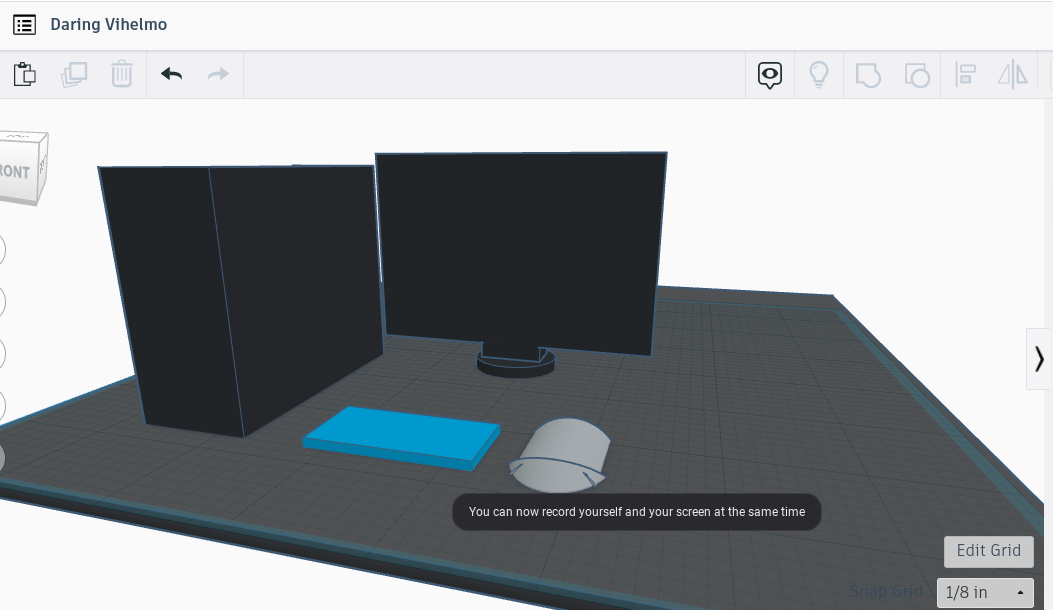 Daring Vihelmo
RONT
You can now record yourself and your screen at the same time
Edit Grid
Snap Grid
1/8 in